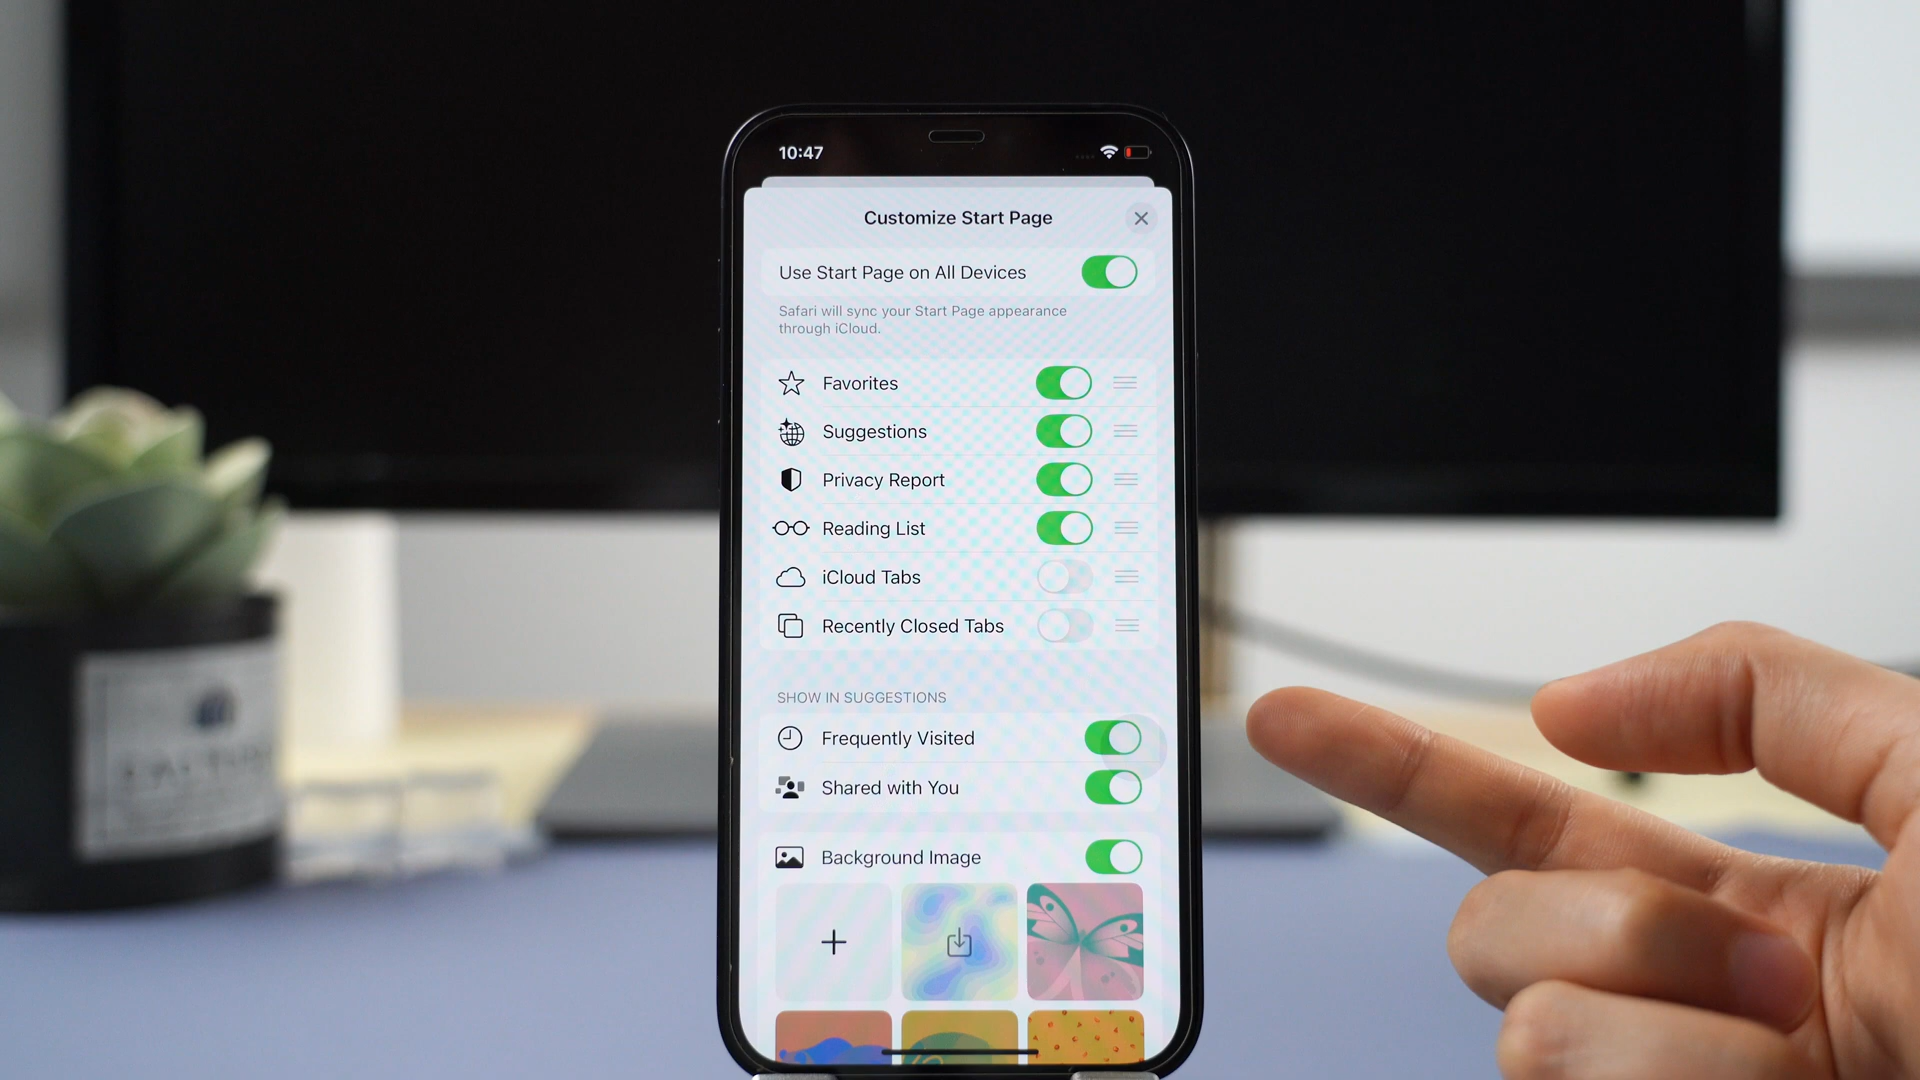 10:47
Customize Start Page
Use Start Page on All Devices
Safari will sync your Start Page appearance
through iCloud.
Favorites
Suggestions
Privacy Report
Reading List
iCloud Tabs
Recently Closed Tabs
SHOW IN SUGGESTIONS
Frequently Visited
Shared with You
Background Image